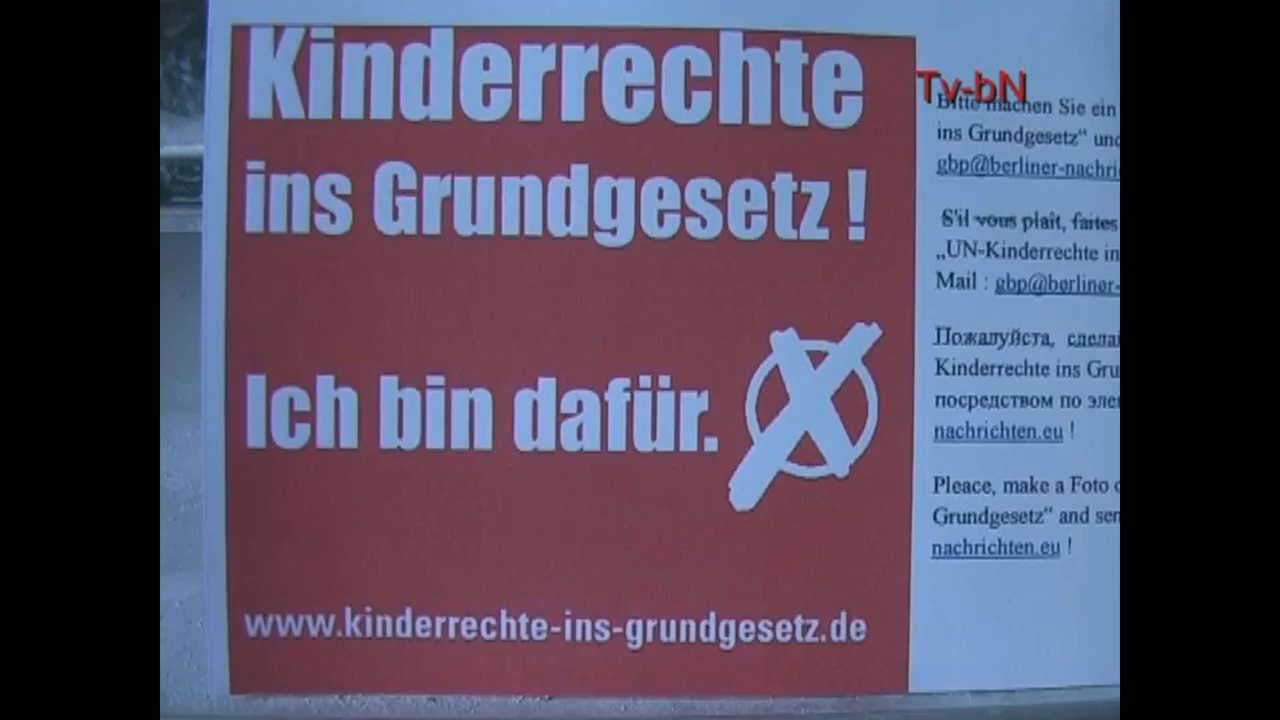 Kinderrechte
ins Grundgesetz !
Ich bin dafür.
www.kinderrechte-ins-grundgesetz.de
Tv-bN
Bitte machen Sie ein
ins Grundgesetz“ und
gbp@berliner-nachri
S'il vous plaît, faites
„UN-Kinderrechte in
Mail : gbp@berliner-
Пожалуйста, сделай
Kinderrechte ins Gru
посредством по эле
nachrichten.eu !
Pleace, make a Foto
Grundgesetz“ and sen
nachrichten.eu !